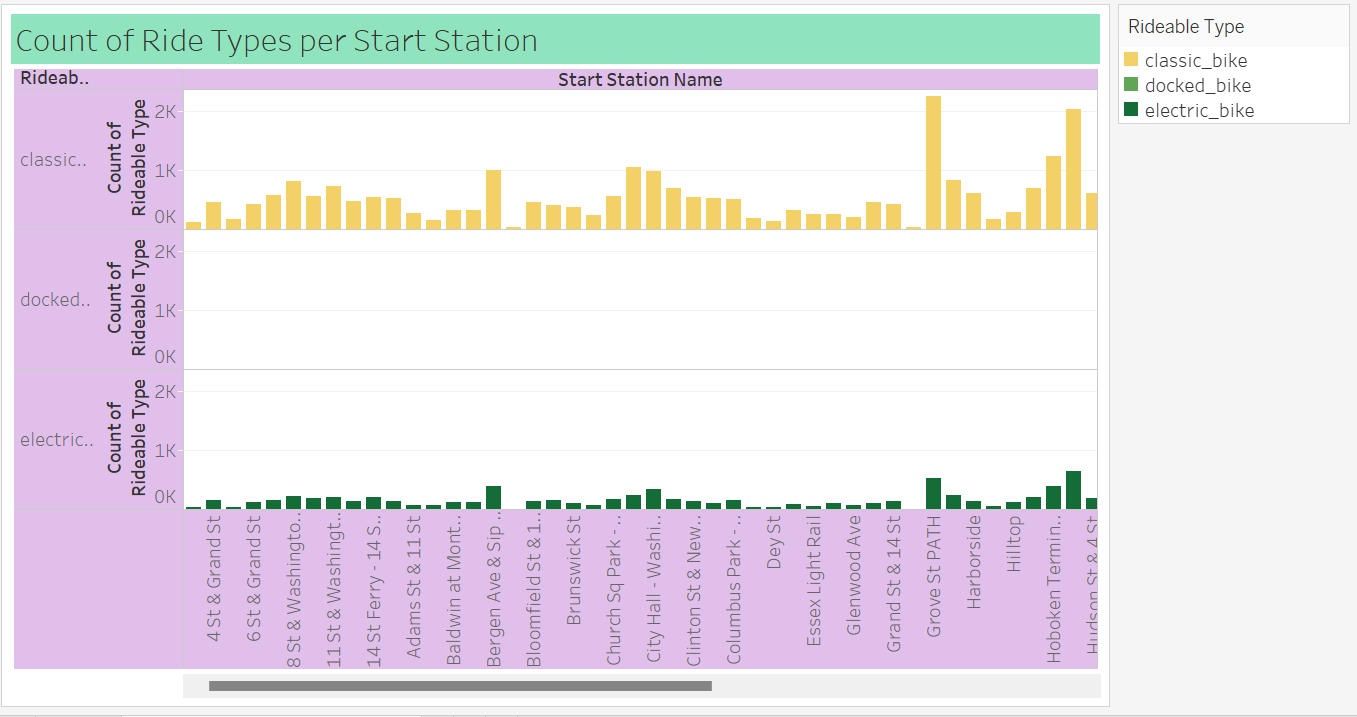 Count of Ride Types per Start Station
Rideab..
Start Station Name
classic..
Count of
Rideable Type
2K
1K
0K
docked..
Count of
Rideable Type
2K
1K
0K
electric..
Count of
Rideable Type
2K
1K
0K
4 St & Grand St
6 St & Grand St
8 St & Washingto..
11 St & Washingt..
14 St Ferry - 14 S..
Adams St & 11 St
Baldwin at Mont..
Bergen Ave & Sip ..
Bloomfield St & 1..
Brunswick St
Church Sq Park - ..
City Hall - Washi..
Clinton St & New..
Columbus Park - ..
Dey St
Essex Light Rail
Glenwood Ave
Grand St & 14 St
Grove St PATH
Harborside
Hilltop
Hoboken Termin..
Hudson St & 4 St
Rideable Type
classic_bike
docked_bike
electric_bike